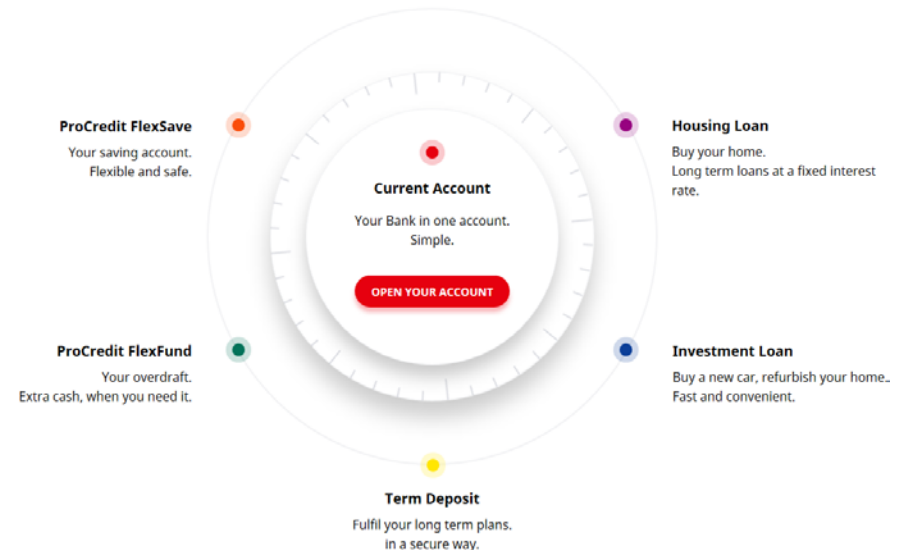 ProCredit FlexSave
Your saving account.
Flexible and safe.
Housing Loan
Buy your home.
Long term loans at a fixed interest
rate.
Current Account
Your Bank in one account.
Simple.
OPEN YOUR ACCOUNT
ProCredit FlexFund
Your overdraft.
Extra cash, when you need it.
Investment Loan
Buy a new car, refurbish your home..
Fast and convenient.
Term Deposit
Fulfil your long term plans.
in a secure way.